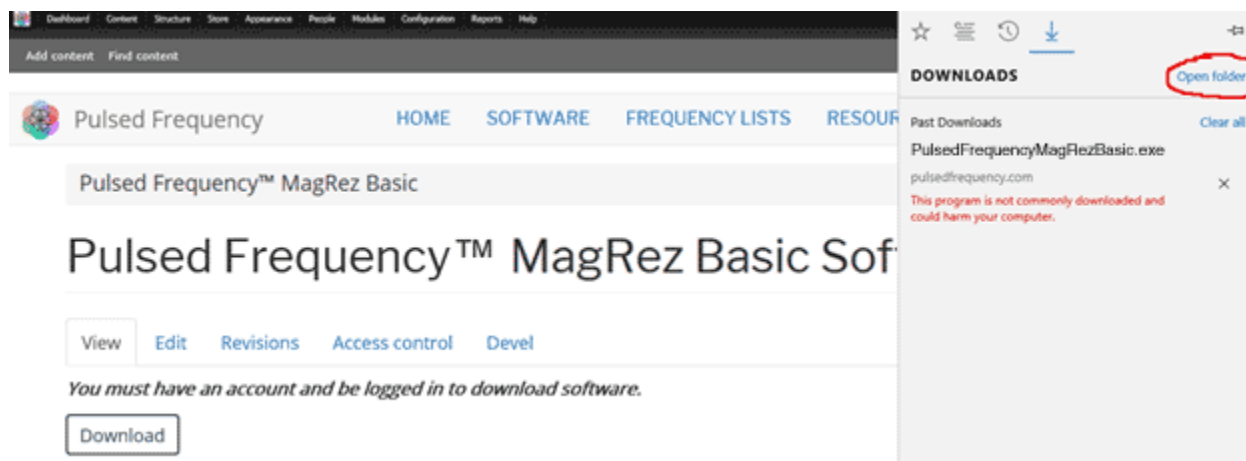 Dashboard Content Structure Store Appearance People Modules Configuration Reports Help
Add content Find content
Pulsed Frequency HOME SOFTWARE FREQUENCY LISTS RESOUR
Pulsed Frequency™ MagRez Basic
Pulsed Frequency™ MagRez Basic Sof
View Edit Revisions Access control Devel
You must have an account and be logged in to download software.
Download
DOWNLOADS Open folder
Past Downloads Clear all
PulsedFrequencyMagRezBasic.exe
pulsedfrequency.com
This program is not commonly downloaded and
could harm your computer.